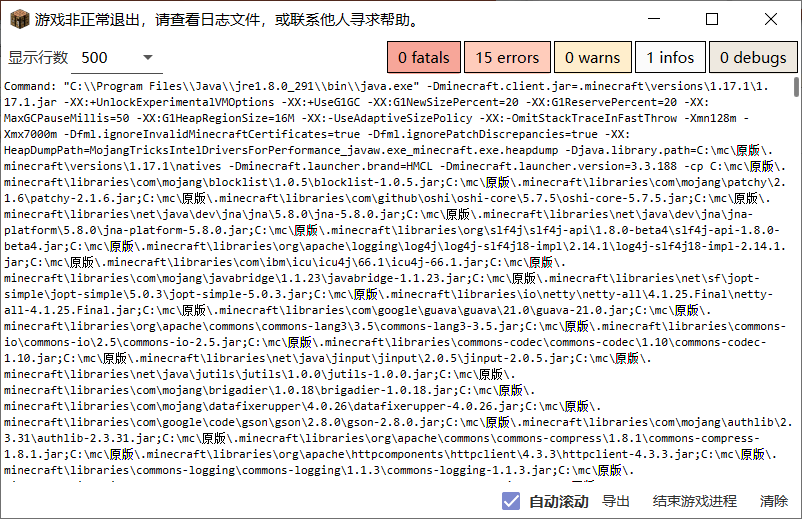 游戏非正常退出，请查看日志文件，或联系他人寻求帮助。
显示行数 500 0 fatals 15 errors 0 warns 1 infos 0 debugs
Command: "C:\\Program Files\\Java\\jre1.8.0_291\\bin\\java.exe" -Dminecraft.client.jar=.minecraft\versions\1.17.1\1.
17.1.jar -XX:+UnlockExperimentalVMOptions -XX:+UseG1GC -XX:G1NewSizePercent=20 -XX:G1ReservePercent=20 -XX:
MaxGCPauseMillis=50 -XX:G1HeapRegionSize=16M -XX:-UseAdaptiveSizePolicy -XX:-OmitStackTraceInFastThrow -Xmn128m -
Xmx7000m -Dfml.ignoreInvalidMinecraftCertificates=true -Dfml.ignorePatchDiscrepancies=true -XX:
HeapDumpPath=MojangTricksIntelDriversForPerformance_javaw.exe_minecraft.exe.heapdump -Djava.library.path=C:\mc\原版\.
minecraft\versions\1.17.1\natives -Dminecraft.launcher.brand=HMCL -Dminecraft.launcher.version=3.3.188 -cp C:\mc\原版\.
minecraft\libraries\com\mojang\blocklist\1.0.5\blocklist-1.0.5.jar;C:\mc\原版\.minecraft\libraries\com\mojang\patchy\2.
1.6\patchy-2.1.6.jar;C:\mc\原版\.minecraft\libraries\com\github\oshi\oshi-core\5.7.5\oshi-core-5.7.5.jar;C:\mc\原版\.
minecraft\libraries\net\java\dev\jna\jna\5.8.0\jna-5.8.0.jar;C:\mc\原版\.minecraft\libraries\net\java\dev\jna\jna-
platform\5.8.0\jna-platform-5.8.0.jar;C:\mc\原版\.minecraft\libraries\org\slf4j\slf4j-api\1.8.0-beta4\slf4j-api-1.8.0-
beta4.jar;C:\mc\原版\.minecraft\libraries\org\apache\logging\log4j\log4j-slf4j18-impl\2.14.1\log4j-slf4j18-impl-2.14.1.
jar;C:\mc\原版\.minecraft\libraries\com\ibm\icu\icu4j\66.1\icu4j-66.1.jar;C:\mc\原版\.
minecraft\libraries\com\mojang\javabridge\1.1.23\javabridge-1.1.23.jar;C:\mc\原版\.minecraft\libraries\net\sf\jopt-
simple\jopt-simple\5.0.3\jopt-simple-5.0.3.jar;C:\mc\原版\.minecraft\libraries\io\netty\netty-all\4.1.25.Final\netty-
all-4.1.25.Final.jar;C:\mc\原版\.minecraft\libraries\com\google\guava\guava\21.0\guava-21.0.jar;C:\mc\原版\.
minecraft\libraries\org\apache\commons\commons-lang3\3.5\commons-lang3-3.5.jar;C:\mc\原版\.minecraft\libraries\commons-
io\commons-io\2.5\commons-io-2.5.jar;C:\mc\原版\.minecraft\libraries\commons-codec\commons-codec\1.10\commons-codec-
1.10.jar;C:\mc\原版\.minecraft\libraries\net\java\jinput\jinput\2.0.5\jinput-2.0.5.jar;C:\mc\原版\.
minecraft\libraries\net\java\jutils\jutils\1.0.0\jutils-1.0.0.jar;C:\mc\原版\.
minecraft\libraries\com\mojang\brigadier\1.0.18\brigadier-1.0.18.jar;C:\mc\原版\.
minecraft\libraries\com\mojang\datafixerupper\4.0.26\datafixerupper-4.0.26.jar;C:\mc\原版\.
minecraft\libraries\com\google\code\gson\gson\2.8.0\gson-2.8.0.jar;C:\mc\原版\.minecraft\libraries\com\mojang\authlib\2.
3.31\authlib-2.3.31.jar;C:\mc\原版\.minecraft\libraries\org\apache\commons\commons-compress\1.8.1\commons-compress-
1.8.1.jar;C:\mc\原版\.minecraft\libraries\org\apache\httpcomponents\httpclient\4.3.3\httpclient-4.3.3.jar;C:\mc\原版\.
minecraft\libraries\commons-logging\commons-logging\1.1.3\commons-logging-1.1.3.jar;C:\mc\原版\.
自动滚动 导出 结束游戏进程 清除